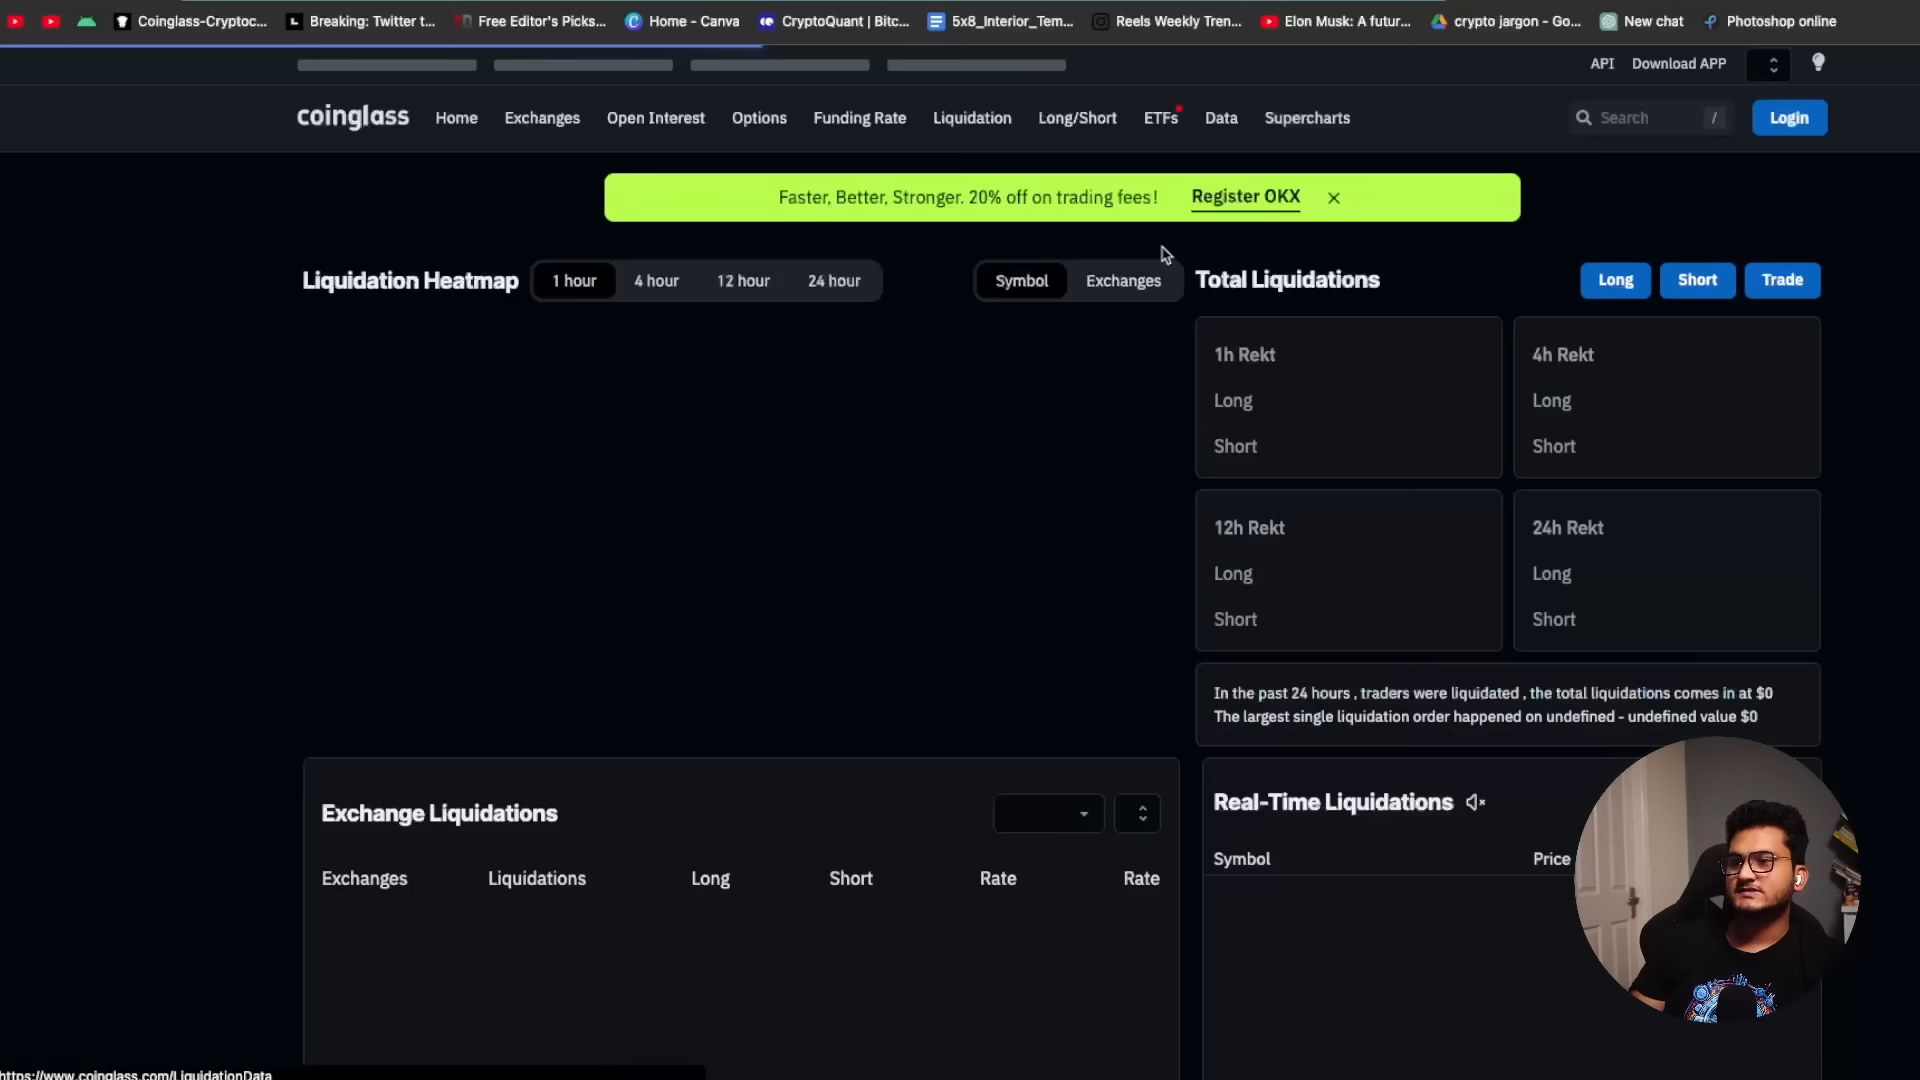 Coinglass-Cryptoc...
Breaking: Twitter t...
Free Editor's Picks...
Home - Canva
CryptoQuant | Bitc...
5x8_Interior_Tem...
Reels Weekly Tren...
Elon Musk: A futur...
crypto jargon - Go...
New chat
Photoshop online
API
Download APP
coinglass
Home
Exchanges
Open Interest
Options
Funding Rate
Liquidation
Long/Short
ETFs
Data
Supercharts
Search
/
Login
Faster, Better, Stronger. 20% off on trading fees!
Register OKX
Liquidation Heatmap
1 hour
4 hour
12 hour
24 hour
Symbol
Exchanges
Total Liquidations
Long
Short
Trade
1h Rekt
Long
Short
4h Rekt
Long
Short
12h Rekt
Long
Short
24h Rekt
Long
Short
In the past 24 hours , traders were liquidated , the total liquidations comes in at $0
The largest single liquidation order happened on undefined - undefined value $0
Exchange Liquidations
Exchanges
Liquidations
Long
Short
Rate
Rate
Real-Time Liquidations
Symbol
Price
https://www.coinglass.com/LiquidationData